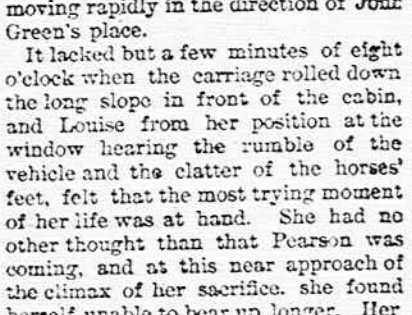 moving rapidly in the direction of John
Green's place.
It lacked but a few minutes of eight
o'clock when the carriage rolled down
the long slope in front of the cabin,
and Louise from her position at the
window hearing the rumble of the
vehicle and the clatter of the horses'
feet, felt that the most trying moment
of her life was at hand. She had no
other thought than that Pearson was
coming, and at this near approach of
the climax of her sacrifice. she found
herself unable to bear up longer. Her